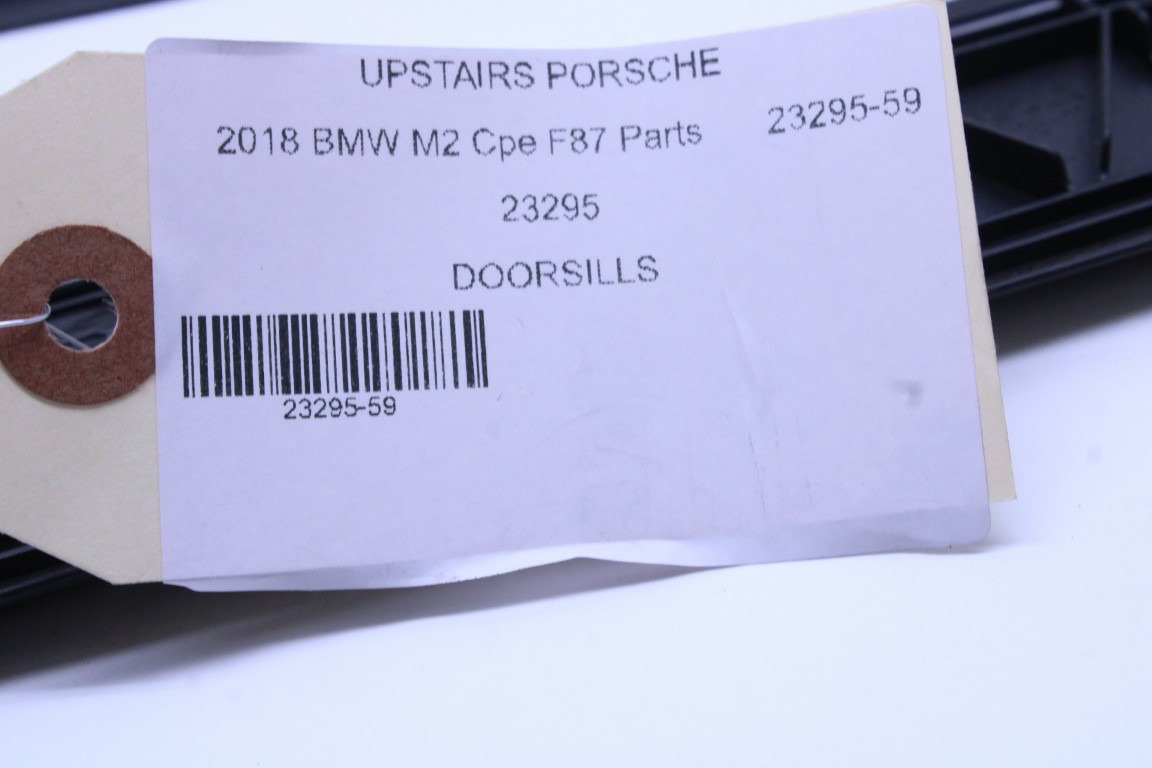 UPSTAIRS PORSCHE
2018 BMW M2 Cpe F87 Parts 23295-59
23295
DOORSILLS
23295-59